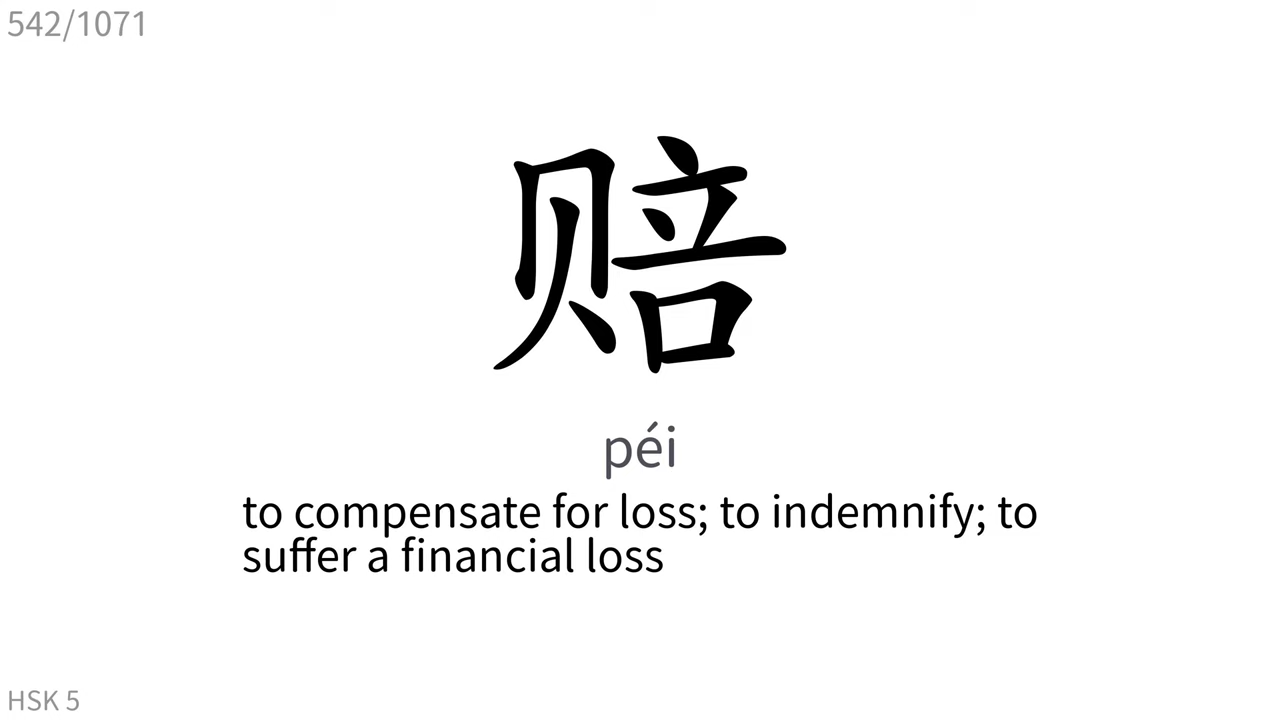 542/1071
赔
péi
to compensate for loss; to indemnify; to
suffer a financial loss
HSK 5